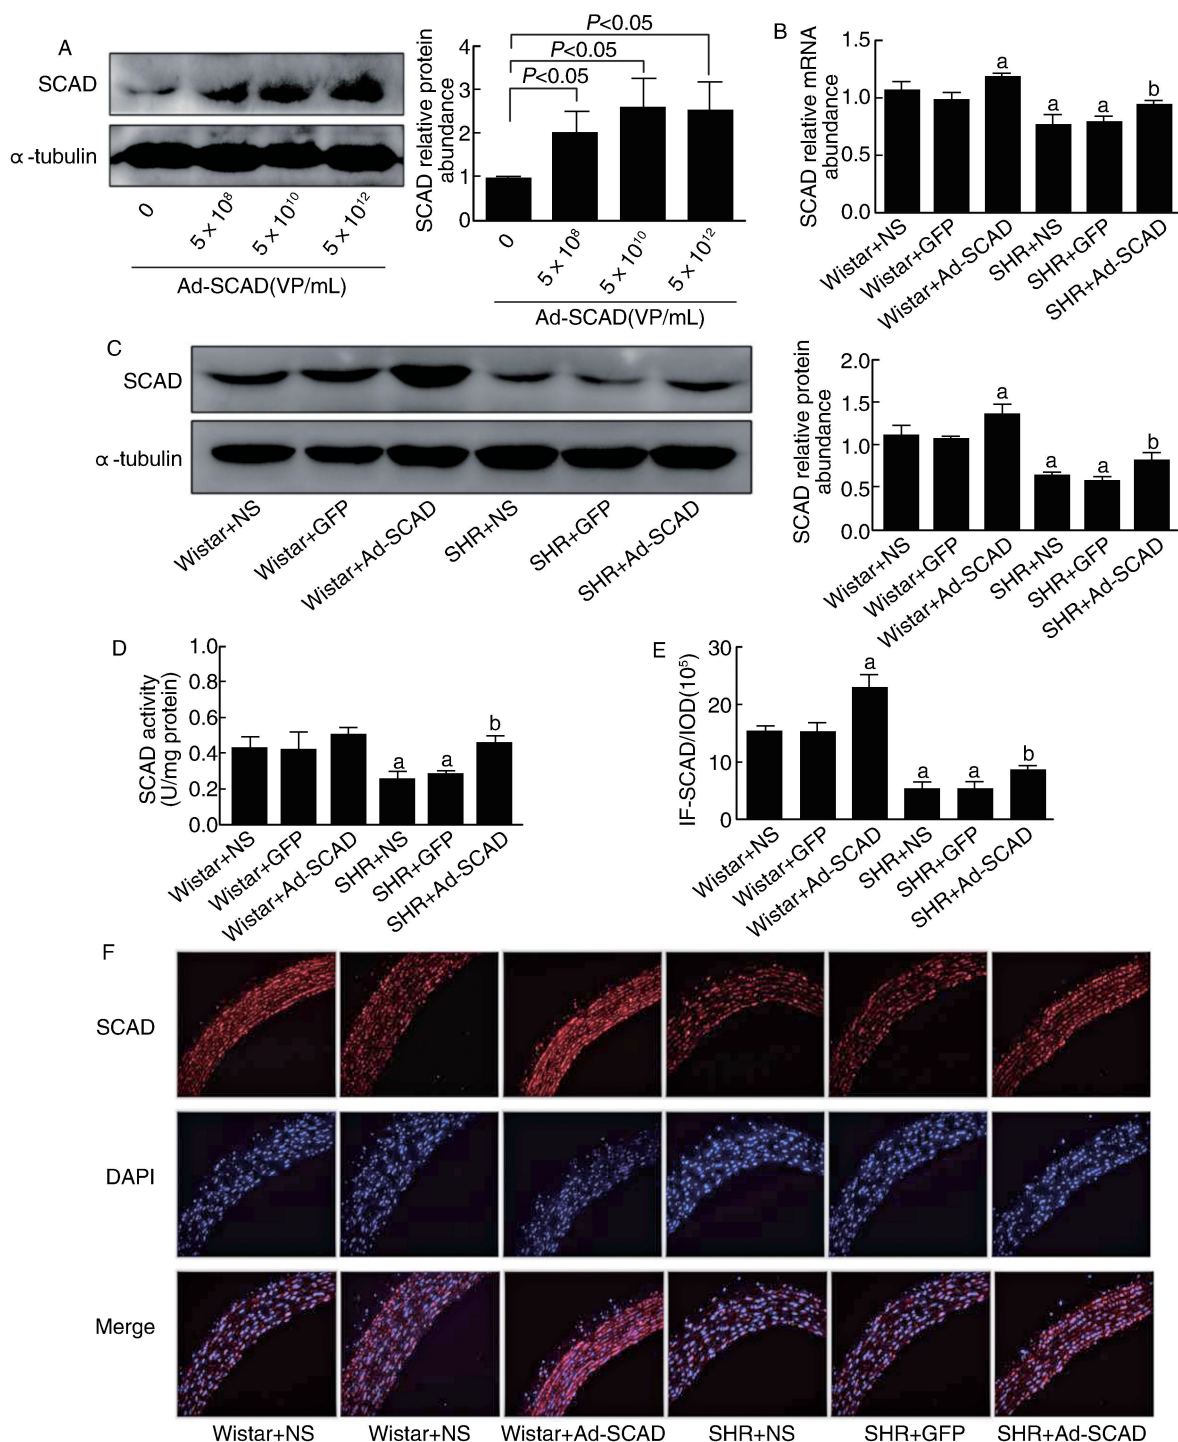 A
SCAD
α-tubulin
0
5×10⁸
5×10¹⁰
5×10¹²
Ad-SCAD(VP/mL)
SCAD relative protein
abundance
4
3
2
1
0
P<0.05
P<0.05
P<0.05
0
5×10⁸
5×10¹⁰
5×10¹²
Ad-SCAD(VP/mL)
B
SCAD relative mRNA
abundance
1.5
1.0
0.5
0.0
a
a
a
b
Wistar+NS
Wistar+GFP
Wistar+Ad-SCAD
SHR+NS
SHR+GFP
SHR+Ad-SCAD
C
SCAD
α-tubulin
Wistar+NS
Wistar+GFP
Wistar+Ad-SCAD
SHR+NS
SHR+GFP
SHR+Ad-SCAD
SCAD relative protein
abundance
2.0
1.5
1.0
0.5
0.0
a
a
a
b
Wistar+NS
Wistar+GFP
Wistar+Ad-SCAD
SHR+NS
SHR+GFP
SHR+Ad-SCAD
D
SCAD activity
(U/mg protein)
1.0
0.8
0.6
0.4
0.2
0.0
a
a
b
Wistar+NS
Wistar+GFP
Wistar+Ad-SCAD
SHR+NS
SHR+GFP
SHR+Ad-SCAD
E
IF-SCAD/IOD(10⁵)
30
20
10
0
a
a
a
b
Wistar+NS
Wistar+GFP
Wistar+Ad-SCAD
SHR+NS
SHR+GFP
SHR+Ad-SCAD
F
SCAD
DAPI
Merge
Wistar+NS
Wistar+NS
Wistar+Ad-SCAD
SHR+NS
SHR+GFP
SHR+Ad-SCAD